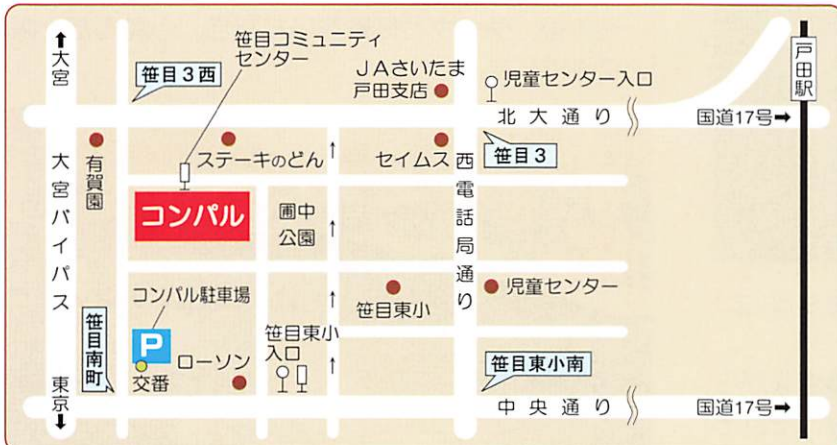 大宮
笹目3西
笹目コミュニティ
センター
JAさいたま
戸田支店
児童センター入口
戸田駅
北大通り
国道17号
有賀園
ステーキのどん
セイムス
笹目3
大宮バイパス
コンパル
圃中
公園
西電話局通り
コンパル駐車場
笹目東小
児童センター
笹目南町
P
交番
ローソン
笹目東小
入口
笹目東小南
東京
中央通り
国道17号